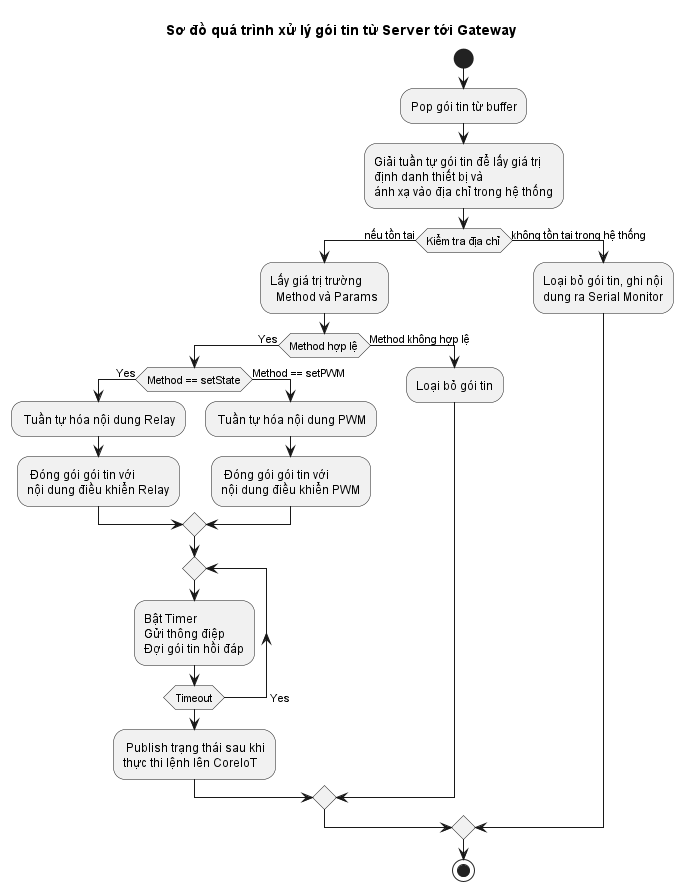 Sơ đồ quá trình xử lý gói tin từ Server tới Gateway
Pop gói tin từ buffer
Giải tuần tự gói tin để lấy giá trị
định danh thiết bị và
ánh xạ vào địa chỉ trong hệ thống
nếu tồn tại
Kiểm tra địa chỉ
không tồn tại trong hệ thống
Lấy giá trị trường
Method và Params
Loại bỏ gói tin, ghi nội
dung ra Serial Monitor
Yes
Method hợp lệ
Method không hợp lệ
Yes
Method == setState
Method == setPWM
Loại bỏ gói tin
Tuần tự hóa nội dung Relay
Tuần tự hóa nội dung PWM
Đóng gói gói tin với
nội dung điều khiển Relay
Đóng gói gói tin với
nội dung điều khiển PWM
Bật Timer
Gửi thông điệp
Đợi gói tin hồi đáp
Timeout
Yes
Publish trạng thái sau khi
thực thi lệnh lên CoreIoT